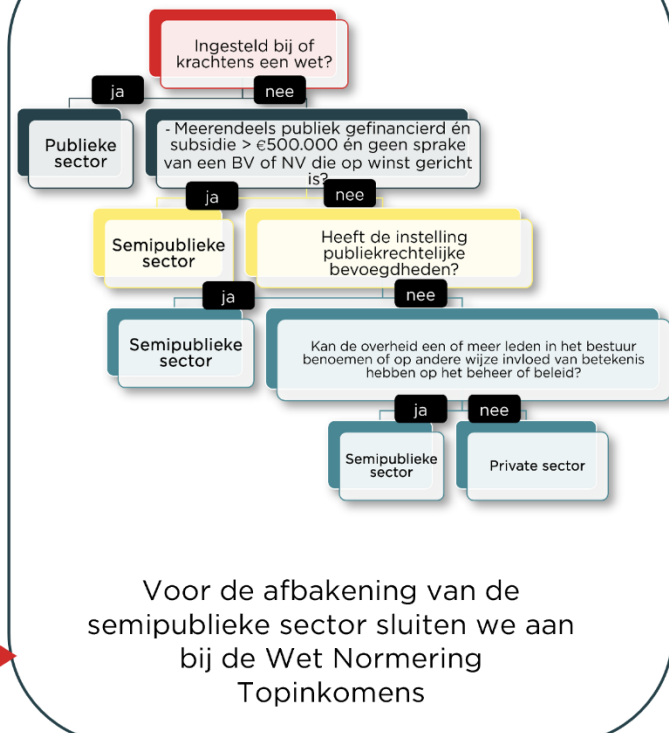 Ingesteld bij of
krachtens een wet?
ja
nee
Publieke
sector
- Meerendeels publiek gefinancierd én
subsidie > €500.000 én geen sprake
van een BV of NV die op winst gericht
is?
ja
nee
Semipublieke
sector
Heeft de instelling
publiekrechtelijke
bevoegdheden?
ja
nee
Semipublieke
sector
Kan de overheid een of meer leden in het bestuur
benoemen of op andere wijze invloed van betekenis
hebben op het beheer of beleid?
ja
nee
Semipublieke
sector
Private sector
Voor de afbakening van de
semipublieke sector sluiten we aan
bij de Wet Normering
Topinkomens